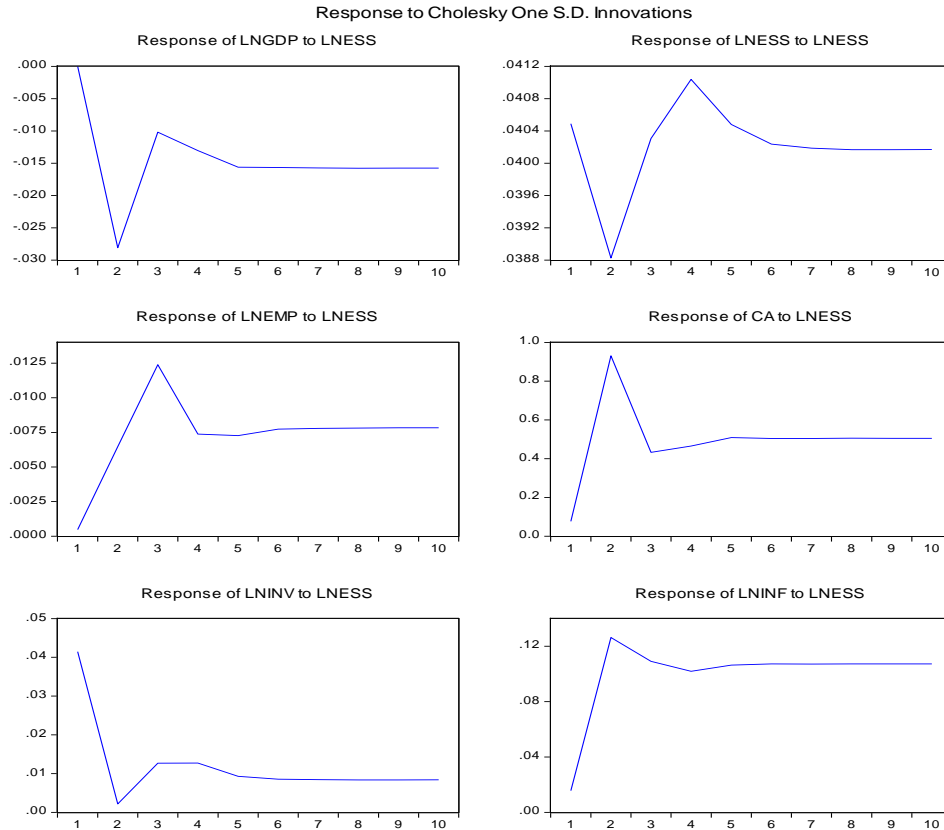 Response to Cholesky One S.D. Innovations
Response of LNGDP to LNESS
.000
-.005
-.010
-.015
-.020
-.025
-.030
1 2 3 4 5 6 7 8 9 10
Response of LNESS to LNESS
.0412
.0408
.0404
.0400
.0396
.0392
.0388
1 2 3 4 5 6 7 8 9 10
Response of LNEMP to LNESS
.0125
.0100
.0075
.0050
.0025
.0000
1 2 3 4 5 6 7 8 9 10
Response of CA to LNESS
1.0
0.8
0.6
0.4
0.2
0.0
1 2 3 4 5 6 7 8 9 10
Response of LNINV to LNESS
.05
.04
.03
.02
.01
.00
1 2 3 4 5 6 7 8 9 10
Response of LNINF to LNESS
.12
.08
.04
.00
1 2 3 4 5 6 7 8 9 10